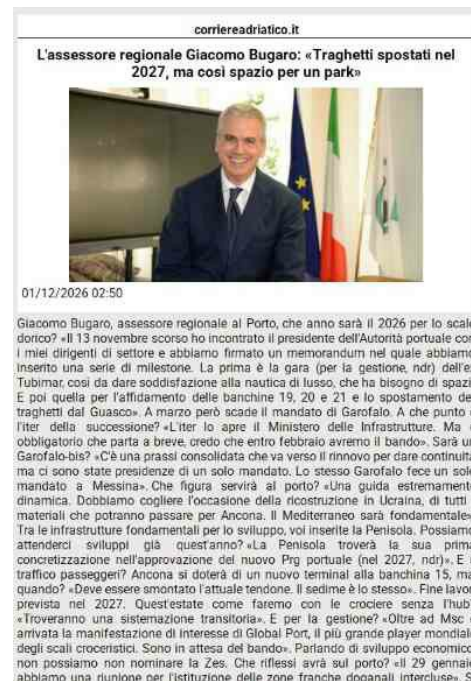 corriereadriatico.it
L'assessore regionale Giacomo Bugaro: «Traghetti spostati nel
2027, ma così spazio per un park»
01/12/2026 02:50
Giacomo Bugaro, assessore regionale al Porto, che anno sarà il 2026 per lo scalo
dorico? «Il 13 novembre scorso ho incontrato il presidente dell'Autorità portuale con
i miei dirigenti di settore e abbiamo firmato un memorandum nel quale abbiamo
inserito una serie di milestone. La prima è la gara (per la gestione, ndr) dell'ex
Tubimar, così da dare soddisfazione alla nautica di lusso, che ha bisogno di spazi.
E poi quella per l'affidamento delle banchine 19, 20 e 21 e lo spostamento dei
traghetti dal Guasco». A marzo però scade il mandato di Garofalo. A che punto è
l'iter della successione? «L'iter lo apre il Ministero delle Infrastrutture. Ma è
obbligatorio che parta a breve, credo che entro febbraio avremo il bando». Sarà un
Garofalo-bis? «C'è una prassi consolidata che va verso il rinnovo per dare continuità
ma ci sono state presidenze di un solo mandato. Lo stesso Garofalo fece un solo
mandato a Messina». Che figura servirà al porto? «Una guida estremamente
dinamica. Dobbiamo cogliere l'occasione della ricostruzione in Ucraina, di tutti i
materiali che potranno passare per Ancona. Il Mediterraneo sarà fondamentale».
Tra le infrastrutture fondamentali per lo sviluppo, voi inserite la Penisola. Possiamo
attenderci sviluppi già quest'anno? «La Penisola troverà la sua prima
concretizzazione nell'approvazione del nuovo Prg portuale (nel 2027, ndr)». E il
traffico passeggeri? Ancona si doterà di un nuovo terminal alla banchina 15, ma
quando? «Deve essere smontato l'attuale tendone. Il sedime è lo stesso». Fine lavori
prevista nel 2027. Quest'estate come faremo con le crociere senza l'hub?
«Troveranno una sistemazione transitoria». E per la gestione? «Oltre ad Msc è
arrivata la manifestazione di interesse di Global Port, il più grande player mondiale
degli scali croceristici. Sono in attesa del bando». Parlando di sviluppo economico,
non possiamo non nominare la Zes. Che riflessi avrà sul porto? «Il 29 gennaio
abbiamo una riunione per l'istituzione delle zone franche doganali intercluse». S